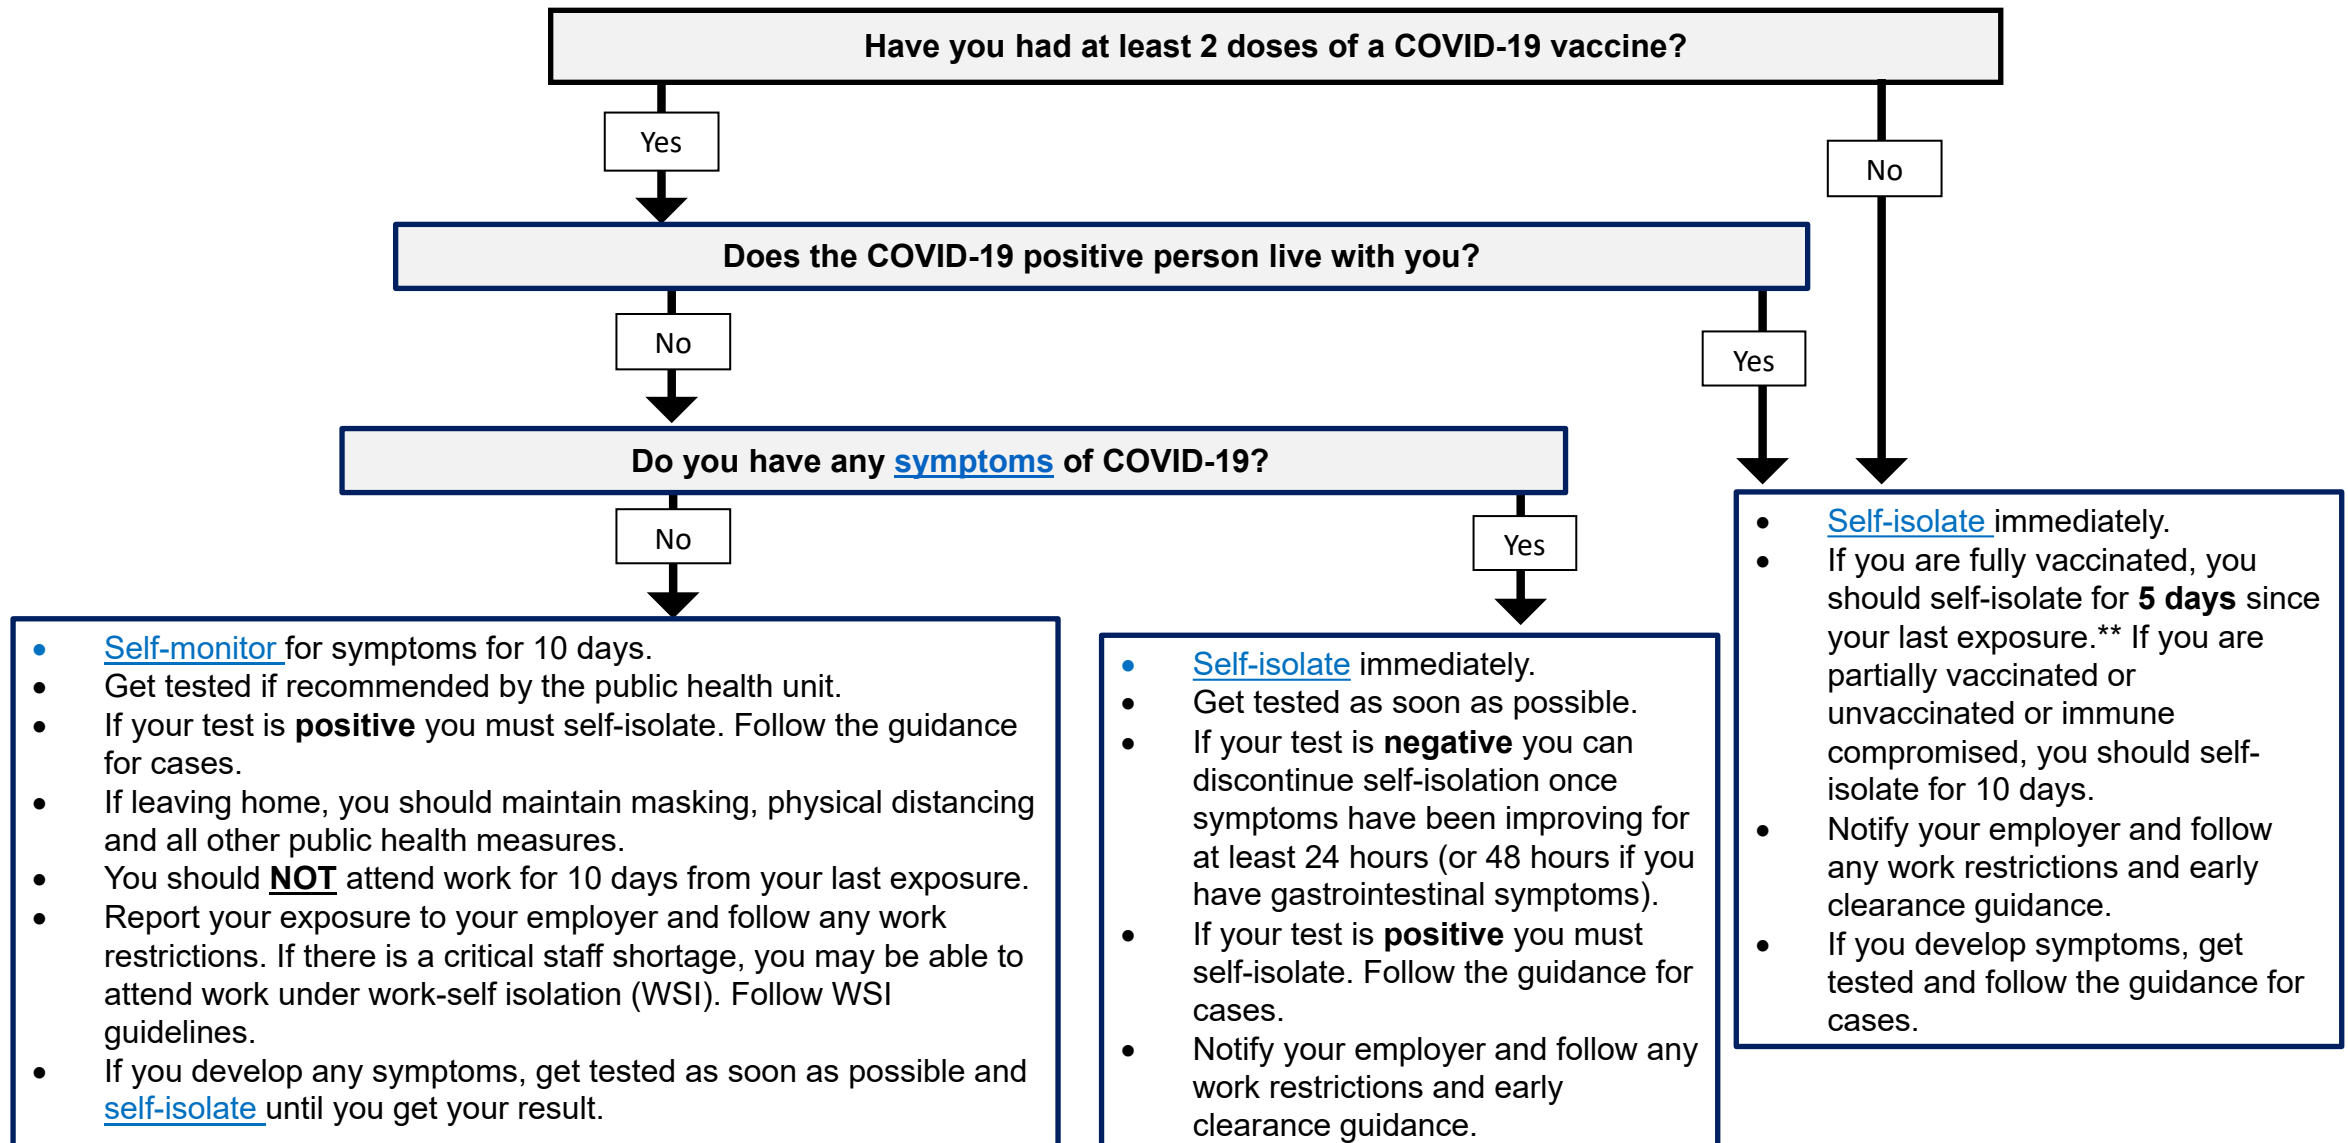 Have you had at least 2 doses of a COVID-19 vaccine?
Yes
No
Does the COVID-19 positive person live with you?
No
Yes
Do you have any symptoms of COVID-19?
No
Yes
• Self-monitor for symptoms for 10 days.
• Get tested if recommended by the public health unit.
• If your test is positive you must self-isolate. Follow the guidance
for cases.
• If leaving home, you should maintain masking, physical distancing
and all other public health measures.
• You should NOT attend work for 10 days from your last exposure.
• Report your exposure to your employer and follow any work
restrictions. If there is a critical staff shortage, you may be able to
attend work under work-self isolation (WSI). Follow WSI
guidelines.
• If you develop any symptoms, get tested as soon as possible and
self-isolate until you get your result.
• Self-isolate immediately.
• Get tested as soon as possible.
• If your test is negative you can
discontinue self-isolation once
symptoms have been improving for
at least 24 hours (or 48 hours if you
have gastrointestinal symptoms).
• If your test is positive you must
self-isolate. Follow the guidance for
cases.
• Notify your employer and follow any
work restrictions and early
clearance guidance.
• Self-isolate immediately.
• If you are fully vaccinated, you
should self-isolate for 5 days since
your last exposure.** If you are
partially vaccinated or
unvaccinated or immune
compromised, you should self-
isolate for 10 days.
• Notify your employer and follow
any work restrictions and early
clearance guidance.
• If you develop symptoms, get
tested and follow the guidance for
cases.